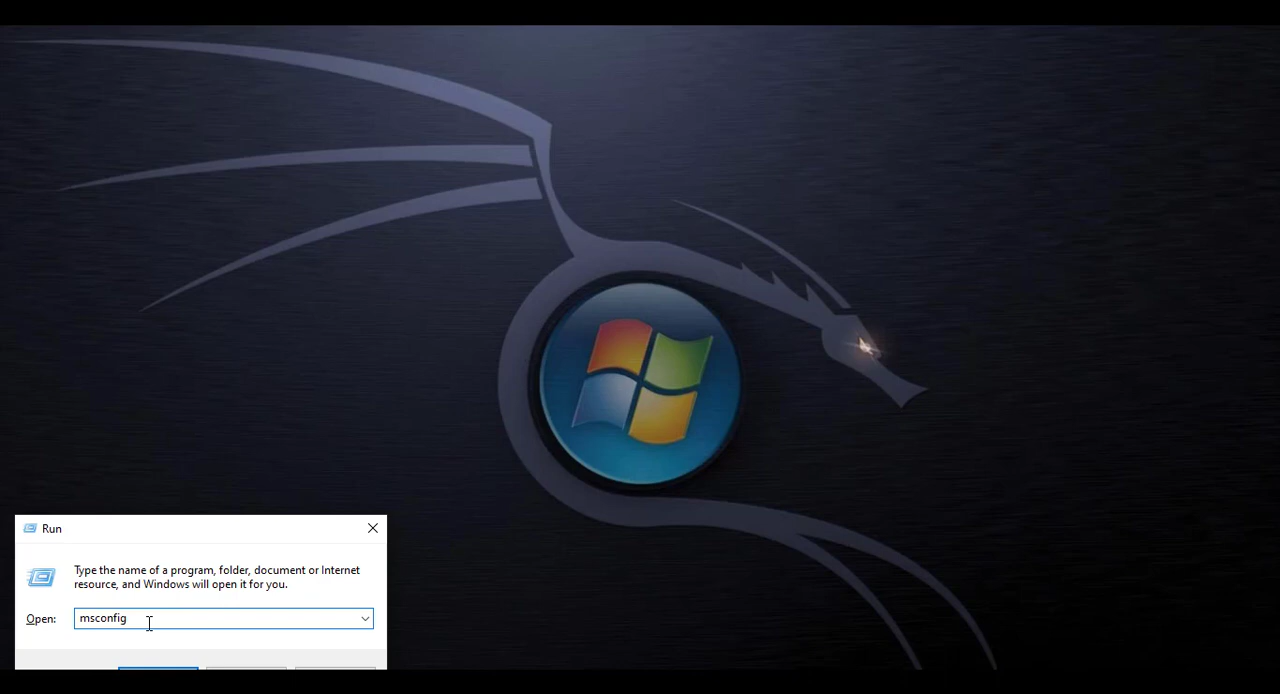 Run
Type the name of a program, folder, document or Internet
resource, and Windows will open it for you.
Open:
msconfig